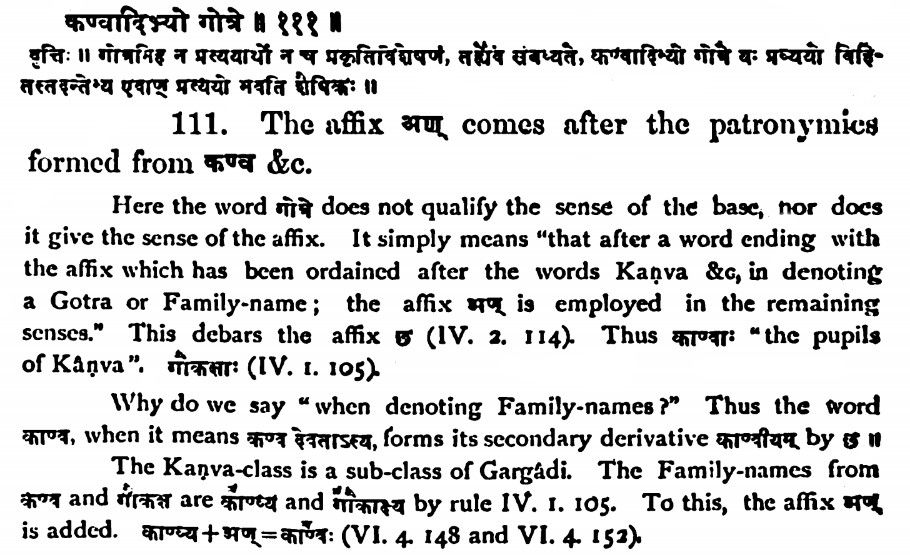 कण्वादिभ्यो गोत्रे ॥ १११ ॥
वृत्तिः ॥ गोत्रमिह न प्रत्ययार्थो न च प्रकृतिविशेषणं, तर्ह्येवं संबध्यते, कण्वादिभ्यो गोत्रे यः प्रत्ययो विहि-
तस्तदन्तेभ्य एवाण् प्रत्ययो भवति शैषिकः ॥
111. The affix अण् comes after the patronymics
formed from कण्व &c.
Here the word गोत्रे does not qualify the sense of the base, nor does
it give the sense of the affix. It simply means “that after a word ending with
the affix which has been ordained after the words Kaṇva &c, in denoting
a Gotra or Family-name; the affix अण् is employed in the remaining
senses.” This debars the affix छ (IV. 2. 114). Thus काण्वाः “the pupils
of Kâṇva”. गौकक्षाः (IV. 1. 105).
Why do we say “when denoting Family-names?” Thus the word
काण्व, when it means कण्व देवताऽस्य, forms its secondary derivative काण्वीयम् by छ ॥
The Kaṇva-class is a sub-class of Gargâdi. The Family-names from
कण्व and गोकक्ष are काण्व्य and गौकक्ष्य by rule IV. 1. 105. To this, the affix अण्
is added. काण्व्य + अण् = काण्वः (VI. 4. 148 and VI. 4. 152).